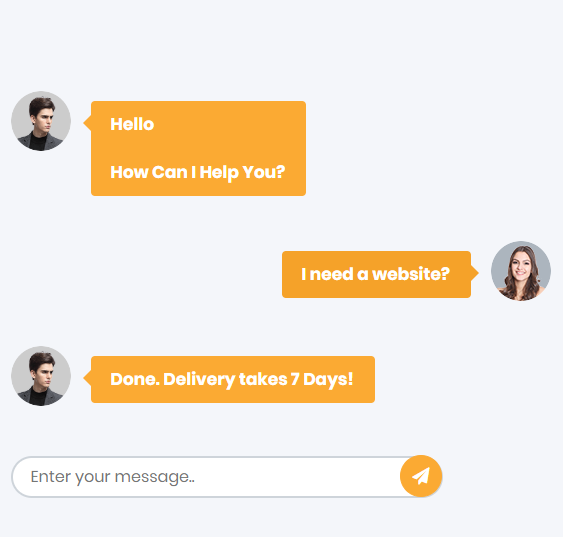 Hello
How Can I Help You?
I need a website?
Done. Delivery takes 7 Days!
Enter your message..